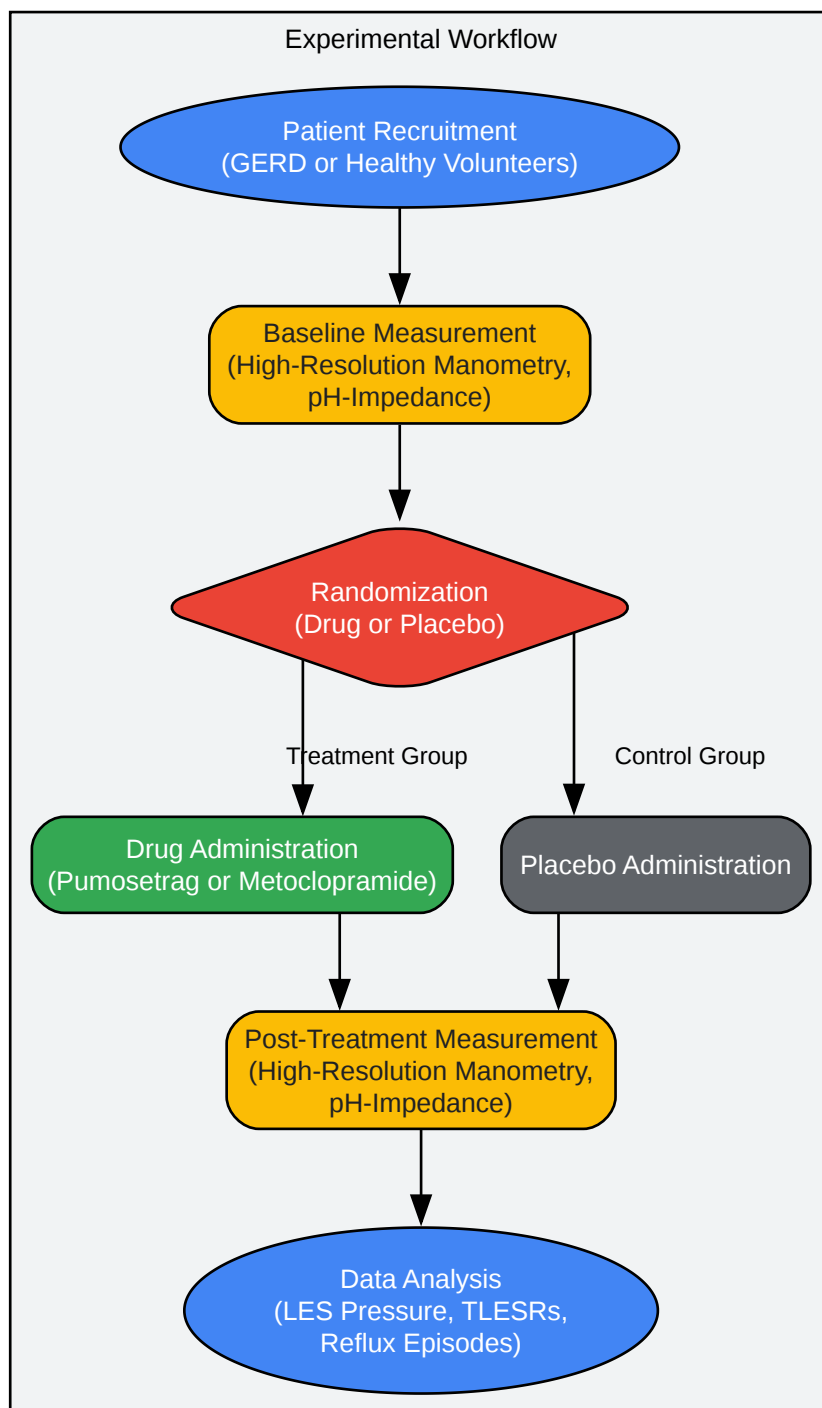 Experimental Workflow
Patient Recruitment
(GERD or Healthy Volunteers)
Baseline Measurement
(High-Resolution Manometry,
pH-Impedance)
Randomization
(Drug or Placebo)
Treatment Group
Control Group
Drug Administration
(Pumosetrag or Metoclopramide)
Placebo Administration
Post-Treatment Measurement
(High-Resolution Manometry,
pH-Impedance)
Data Analysis
(LES Pressure, TLESRs,
Reflux Episodes)